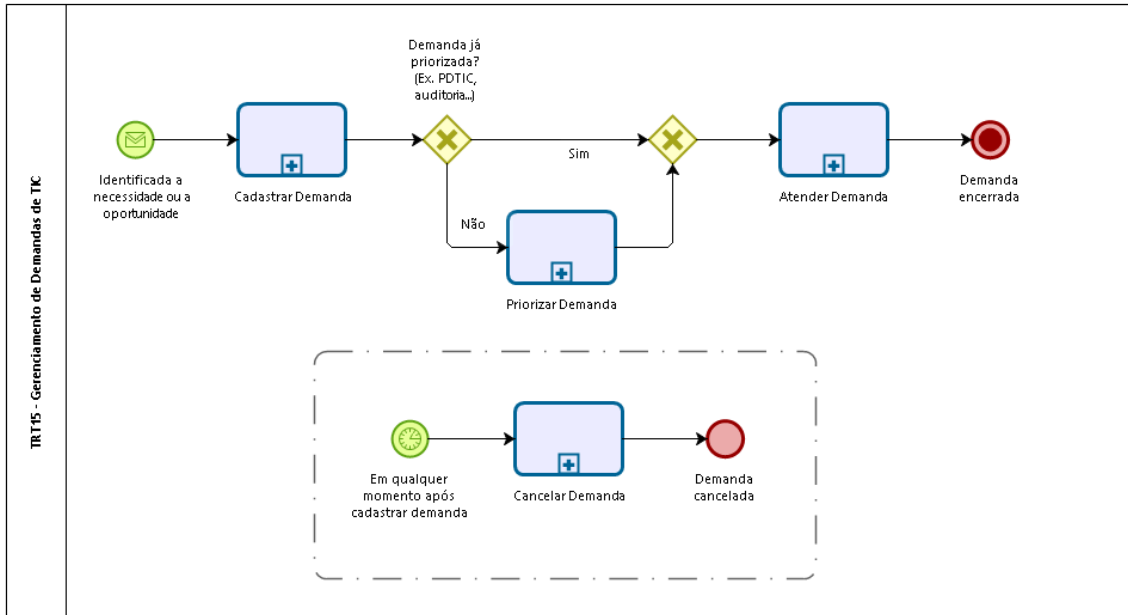 TRT15 - Gerenciamento de Demandas de TIC
Demanda já
priorizada?
(Ex. PDTIC,
auditoria...)
Sim
Identificada a
necessidade ou a
oportunidade
Cadastrar Demanda
Atender Demanda
Demanda
encerrada
Não
Priorizar Demanda
Em qualquer
momento após
cadastrar demanda
Cancelar Demanda
Demanda
cancelada